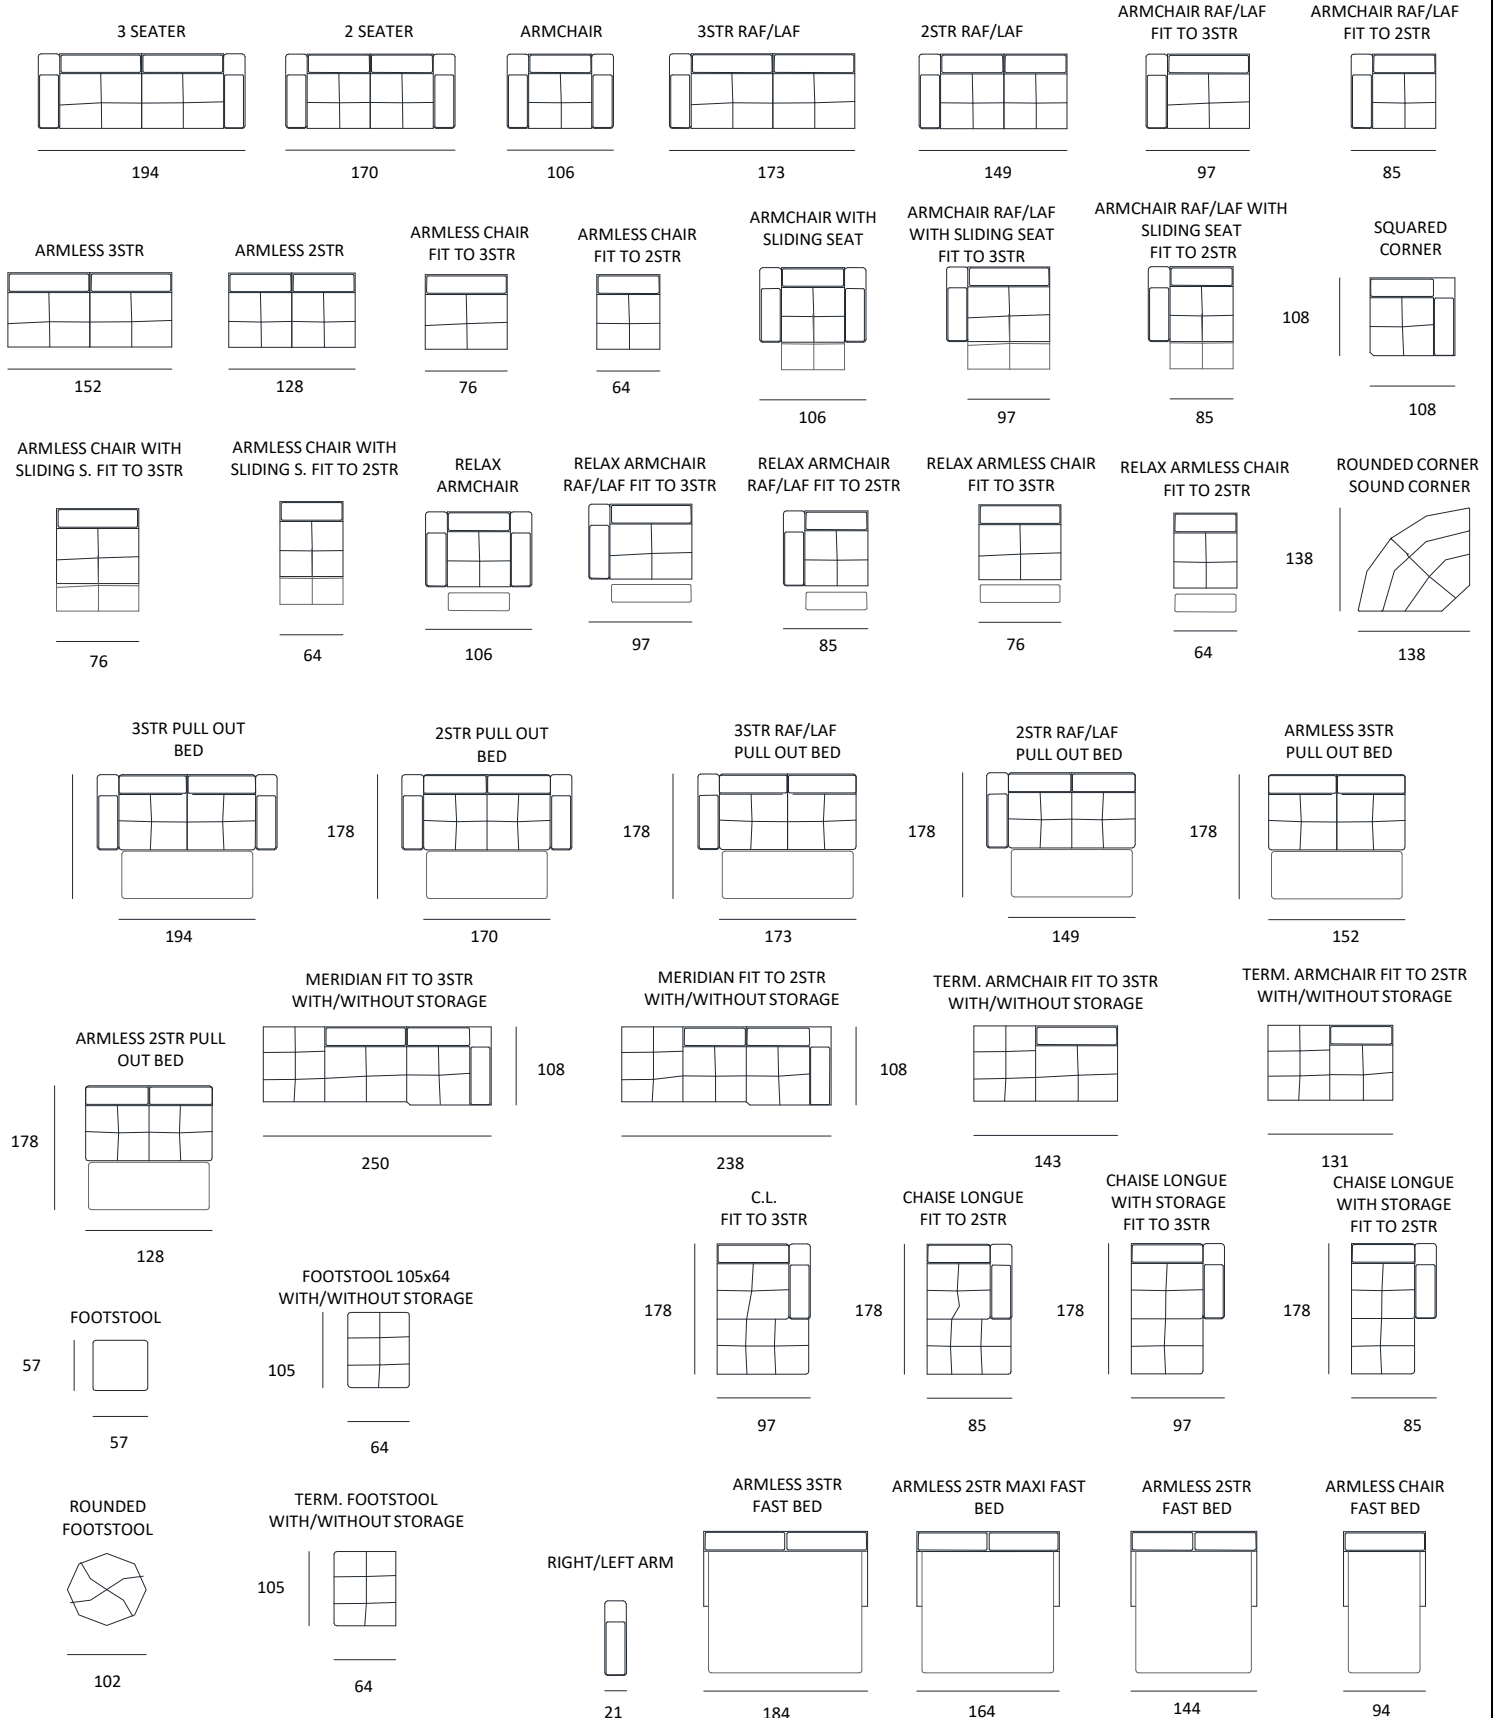 3 SEATER
194
2 SEATER
170
ARMCHAIR
106
3STR RAF/LAF
173
2STR RAF/LAF
149
ARMCHAIR RAF/LAF
FIT TO 3STR
97
ARMCHAIR RAF/LAF
FIT TO 2STR
85
ARMLESS 3STR
152
ARMLESS 2STR
128
ARMLESS CHAIR
FIT TO 3STR
76
ARMLESS CHAIR
FIT TO 2STR
64
ARMCHAIR WITH
SLIDING SEAT
106
ARMCHAIR RAF/LAF
WITH SLIDING SEAT
FIT TO 3STR
97
ARMCHAIR RAF/LAF WITH
SLIDING SEAT
FIT TO 2STR
85
SQUARED
CORNER
108
108
ARMLESS CHAIR WITH
SLIDING S. FIT TO 3STR
76
ARMLESS CHAIR WITH
SLIDING S. FIT TO 2STR
64
RELAX
ARMCHAIR
106
RELAX ARMCHAIR
RAF/LAF FIT TO 3STR
97
RELAX ARMCHAIR
RAF/LAF FIT TO 2STR
85
RELAX ARMLESS CHAIR
FIT TO 3STR
76
RELAX ARMLESS CHAIR
FIT TO 2STR
64
ROUNDED CORNER
SOUND CORNER
138
138
3STR PULL OUT
BED
178
194
2STR PULL OUT
BED
178
170
3STR RAF/LAF
PULL OUT BED
178
173
2STR RAF/LAF
PULL OUT BED
178
149
ARMLESS 3STR
PULL OUT BED
152
ARMLESS 2STR PULL
OUT BED
178
128
MERIDIAN FIT TO 3STR
WITH/WITHOUT STORAGE
108
250
MERIDIAN FIT TO 2STR
WITH/WITHOUT STORAGE
108
238
TERM. ARMCHAIR FIT TO 3STR
WITH/WITHOUT STORAGE
143
TERM. ARMCHAIR FIT TO 2STR
WITH/WITHOUT STORAGE
131
C.L.
FIT TO 3STR
178
97
CHAISE LONGUE
FIT TO 2STR
178
85
CHAISE LONGUE
WITH STORAGE
FIT TO 3STR
178
97
CHAISE LONGUE
WITH STORAGE
FIT TO 2STR
178
85
FOOTSTOOL
57
57
FOOTSTOOL 105x64
WITH/WITHOUT STORAGE
105
64
ROUNDED
FOOTSTOOL
102
TERM. FOOTSTOOL
WITH/WITHOUT STORAGE
105
64
RIGHT/LEFT ARM
21
ARMLESS 3STR
FAST BED
184
ARMLESS 2STR MAXI FAST
BED
164
ARMLESS 2STR
FAST BED
144
ARMLESS CHAIR
FAST BED
94